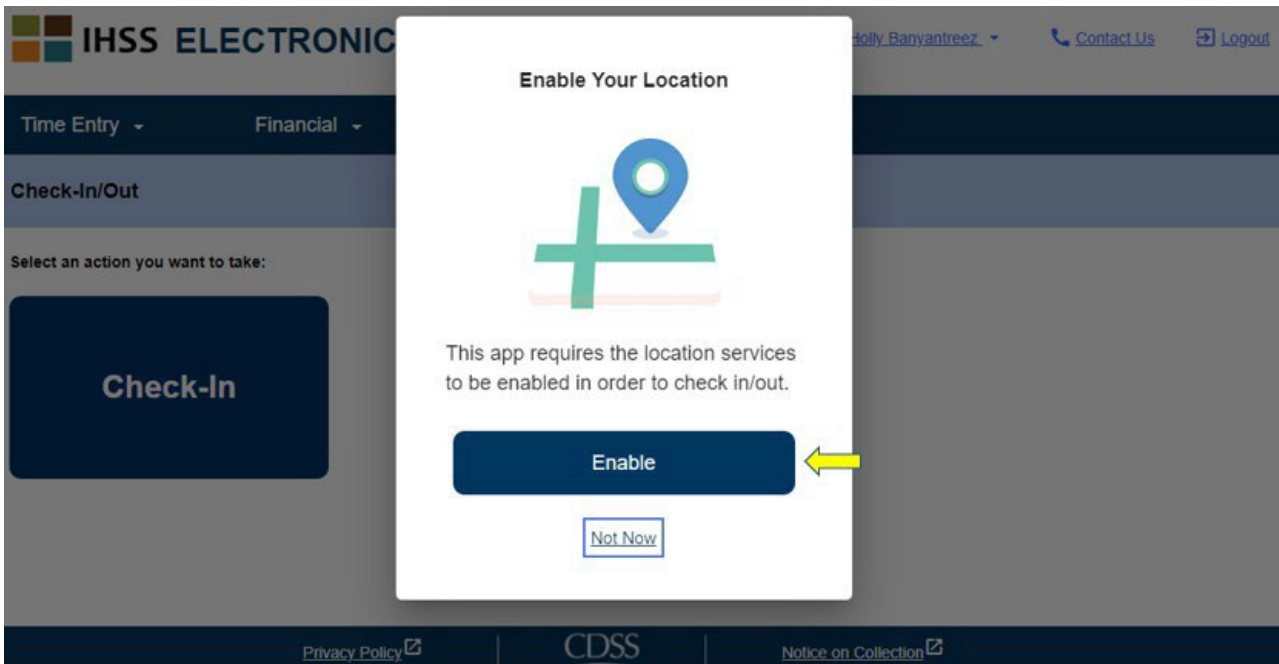 IHSS ELECTRONIC
Holly Banyantreez
Contact Us
Logout
Time Entry
Financial
Check-In/Out
Select an action you want to take:
Check-In
Enable Your Location
This app requires the location services
to be enabled in order to check in/out.
Enable
Not Now
Privacy Policy
CDSS
Notice on Collection